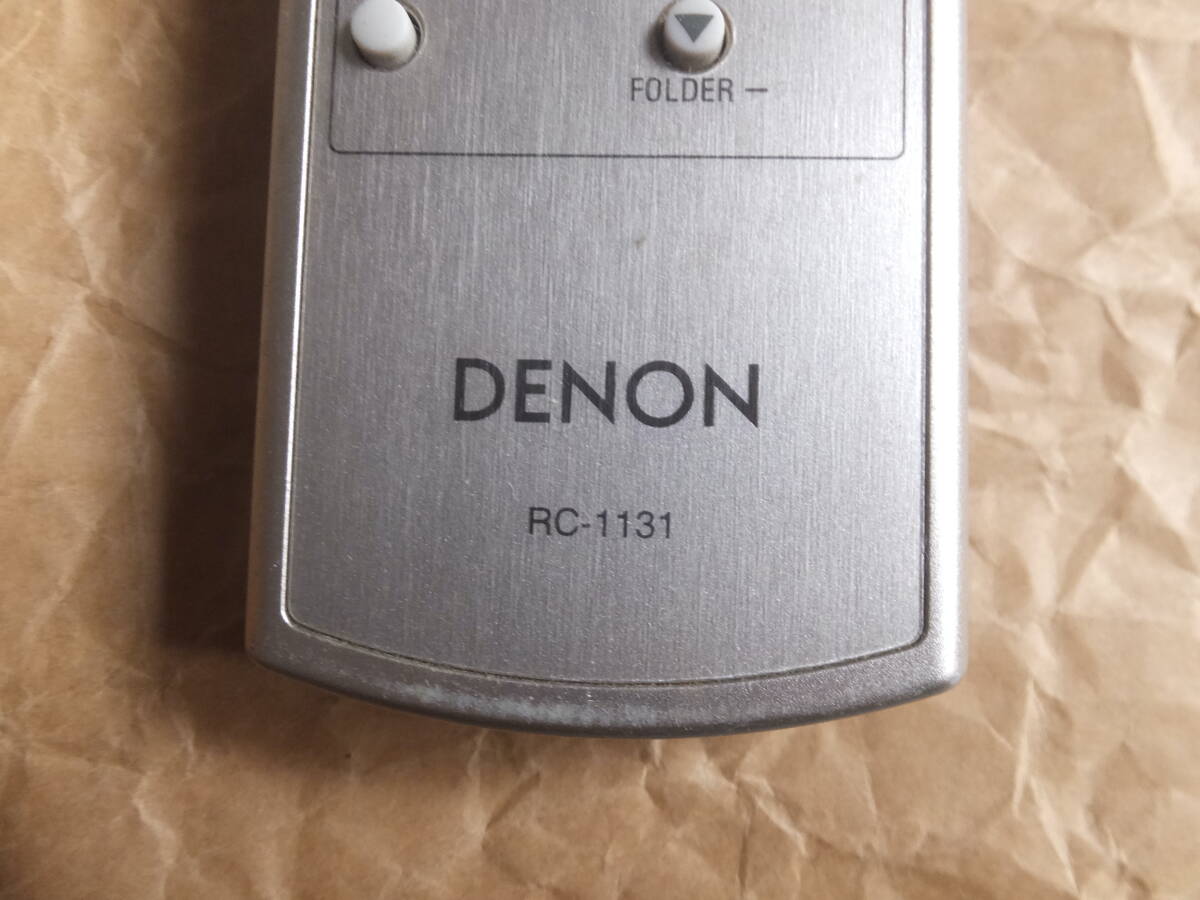 FOLDER –
DENON
RC-1131